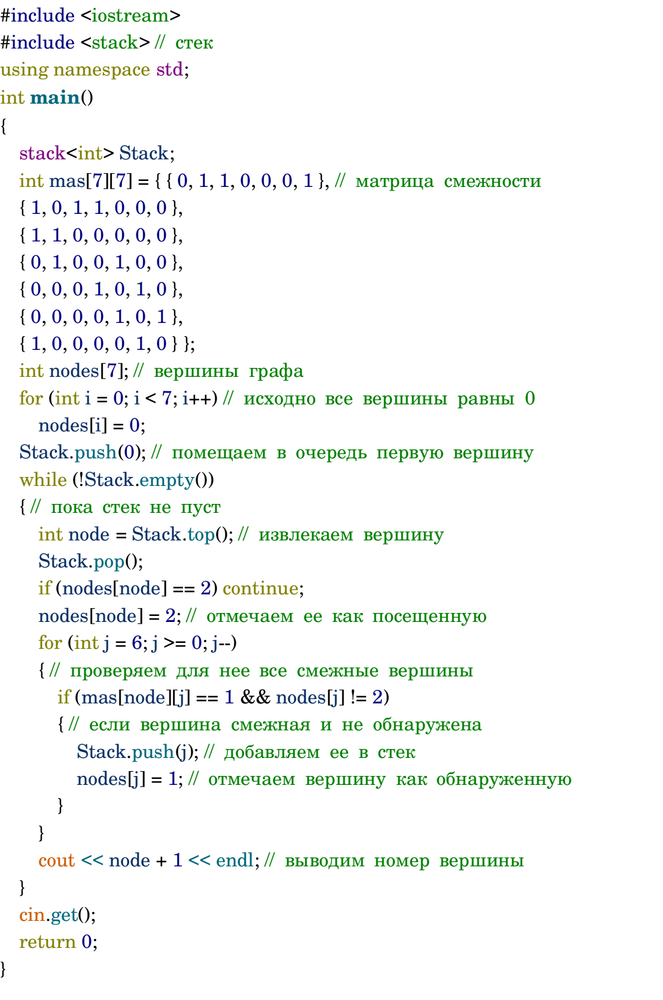 #include <iostream>
#include <stack> // стек
using namespace std;
int main()
{
stack<int> Stack;
int mas[7][7] = { { 0, 1, 1, 0, 0, 0, 1 }, // матрица смежности
{ 1, 0, 1, 1, 0, 0, 0 },
{ 1, 1, 0, 0, 0, 0, 0 },
{ 0, 1, 0, 0, 1, 0, 0 },
{ 0, 0, 0, 1, 0, 1, 0 },
{ 0, 0, 0, 0, 1, 0, 1 },
{ 1, 0, 0, 0, 0, 1, 0 } };
int nodes[7]; // вершины графа
for (int i = 0; i < 7; i++) // исходно все вершины равны 0
nodes[i] = 0;
Stack.push(0); // помещаем в очередь первую вершину
while (!Stack.empty())
{ // пока стек не пуст
int node = Stack.top(); // извлекаем вершину
Stack.pop();
if (nodes[node] == 2) continue;
nodes[node] = 2; // отмечаем ее как посещенную
for (int j = 6; j >= 0; j--)
{ // проверяем для нее все смежные вершины
if (mas[node][j] == 1 && nodes[j] != 2)
{ // если вершина смежная и не обнаружена
Stack.push(j); // добавляем ее в стек
nodes[j] = 1; // отмечаем вершину как обнаруженную
}
}
cout << node + 1 << endl; // выводим номер вершины
}
cin.get();
return 0;
}